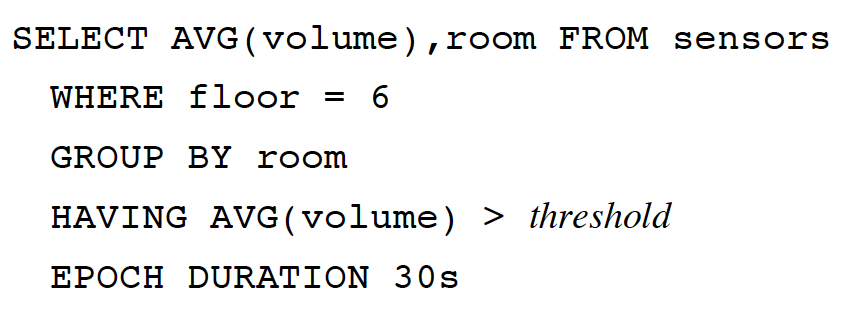 SELECT AVG(volume),room FROM sensors
WHERE floor = 6
GROUP BY room
HAVING AVG(volume) > threshold
EPOCH DURATION 30s